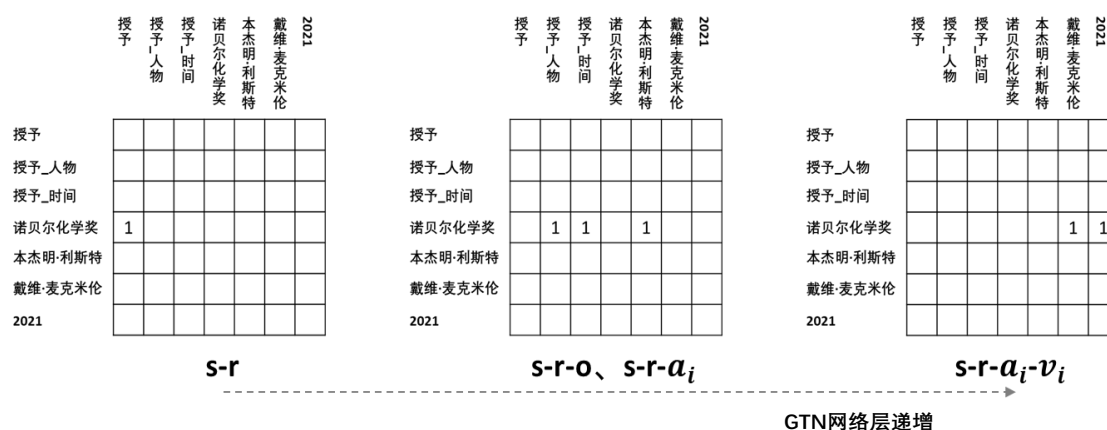 授予 授予_人物 授予_时间 诺贝尔化学奖 本杰明·利斯特 戴维·麦克米伦 2021
授予
授予_人物
授予_时间
诺贝尔化学奖 1
本杰明·利斯特
戴维·麦克米伦
2021
s-r
授予 授予_人物 授予_时间 诺贝尔化学奖 本杰明·利斯特 戴维·麦克米伦 2021
授予
授予_人物
授予_时间
诺贝尔化学奖 1 1 1
本杰明·利斯特
戴维·麦克米伦
2021
s-r-o、s-r-aᵢ
授予 授予_人物 授予_时间 诺贝尔化学奖 本杰明·利斯特 戴维·麦克米伦 2021
授予
授予_人物
授予_时间
诺贝尔化学奖 1 1
本杰明·利斯特
戴维·麦克米伦
2021
s-r-aᵢ-vᵢ
GTN网络层递增